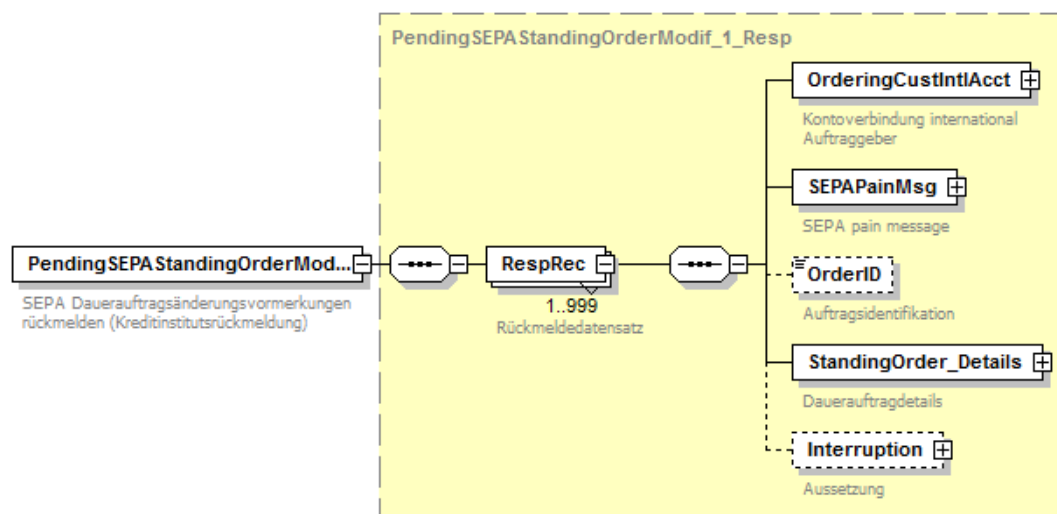 PendingSEPAStandingOrderModif_1_Resp
OrderingCustIntlAcct
Kontoverbindung international
Auftraggeber
SEPAPainMsg
SEPA pain message
PendingSEPAStandingOrderMod...
SEPA Dauerauftragsänderungsvormerkungen
rückmelden (Kreditinstitutsrückmeldung)
RespRec
1..999
Rückmeldedatensatz
OrderID
Auftragsidentifikation
StandingOrder_Details
Dauerauftragdetails
Interruption
Aussetzung